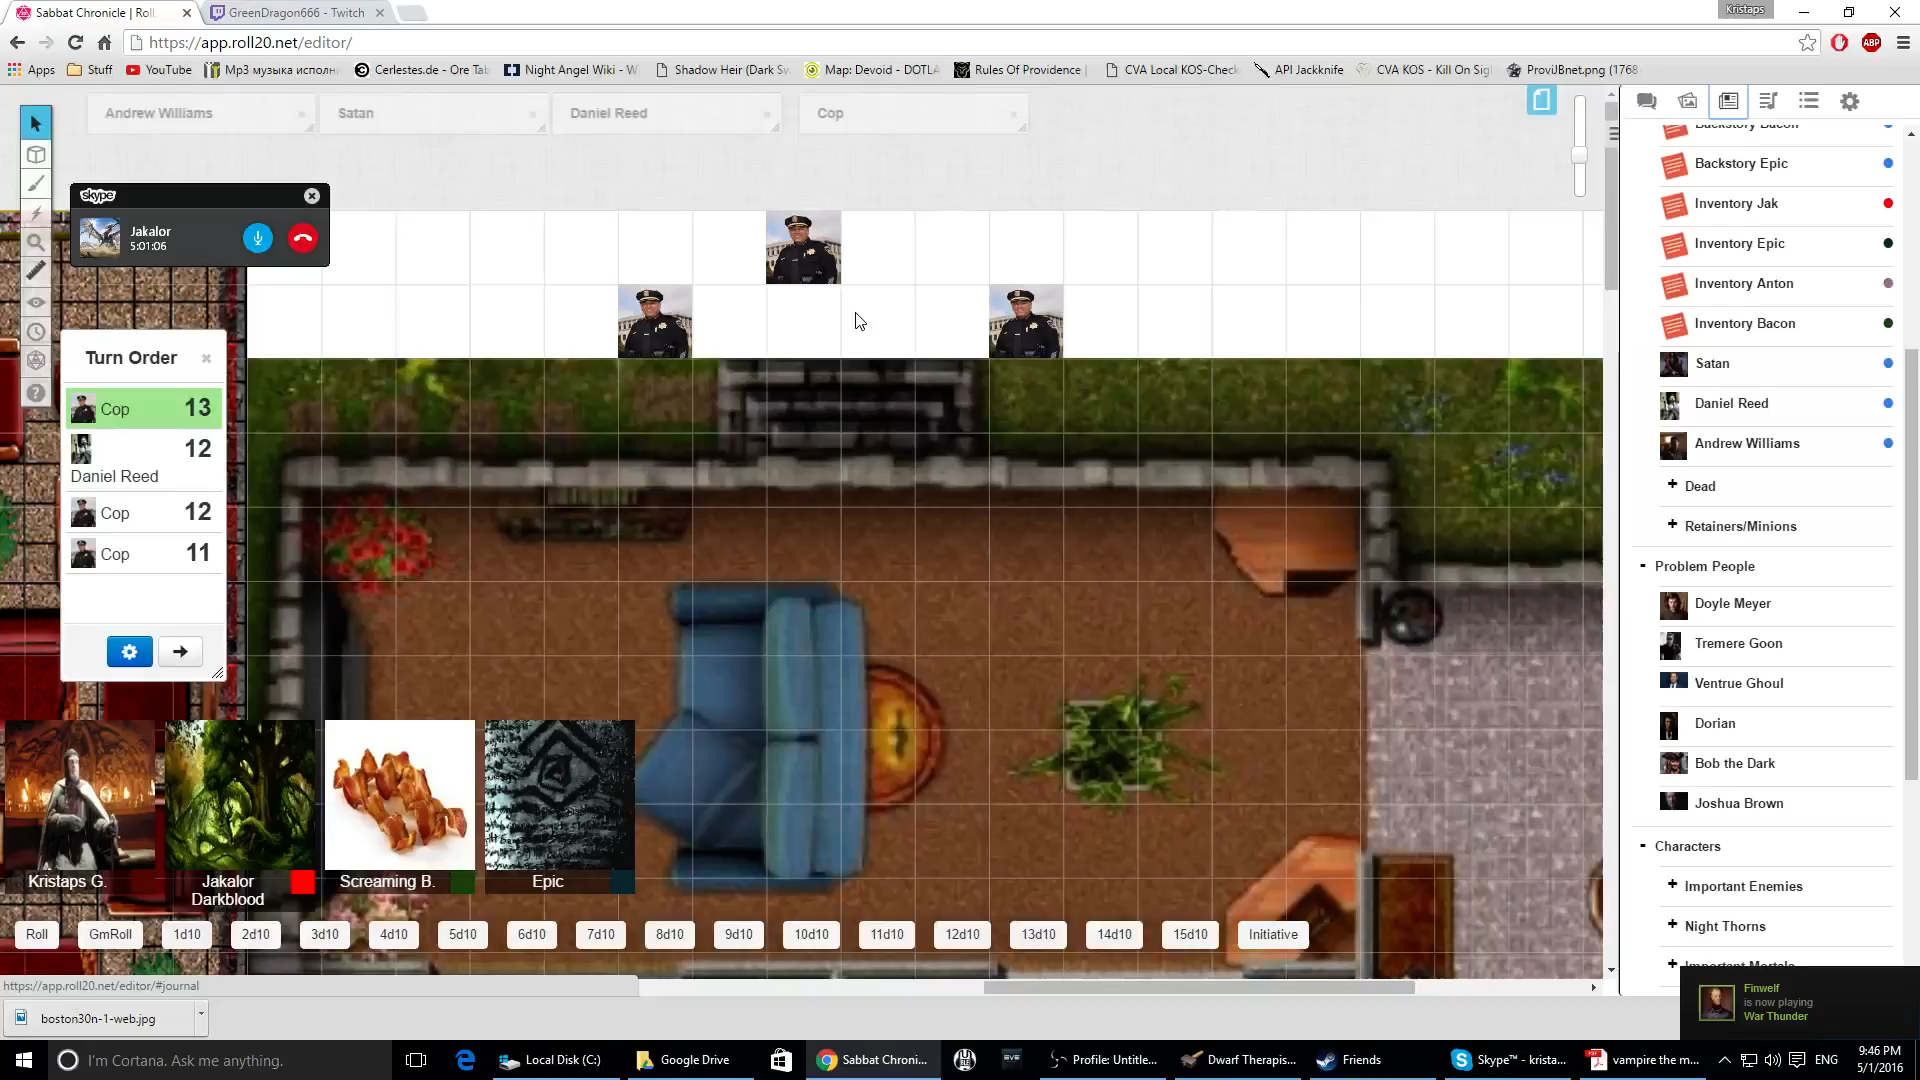 Sabbat Chronicle | Roll
GreenDragon666 - Twitch
Kristaps
https://app.roll20.net/editor/
Apps
Stuff
YouTube
Mp3 музыка исполни
Cerlestes.de - Ore Tab
Night Angel Wiki - W
Shadow Heir (Dark Sw
Map: Devoid - DOTLA
Rules Of Providence
CVA Local KOS-Check
API Jackknife
CVA KOS - Kill On Sigl
ProviJBnet.png (1768
Andrew Williams
Satan
Daniel Reed
Cop
skype
Jakalor
5:01:06
Turn Order
Cop 13
12
Daniel Reed
Cop 12
Cop 11
Kristaps G.
Jakalor
Darkblood
Screaming B.
Epic
Roll
GmRoll
1d10
2d10
3d10
4d10
5d10
6d10
7d10
8d10
9d10
10d10
11d10
12d10
13d10
14d10
15d10
Initiative
Backstory Bacon
Backstory Epic
Inventory Jak
Inventory Epic
Inventory Anton
Inventory Bacon
Satan
Daniel Reed
Andrew Williams
Dead
Retainers/Minions
Problem People
Doyle Meyer
Tremere Goon
Ventrue Ghoul
Dorian
Bob the Dark
Joshua Brown
Characters
Important Enemies
Night Thorns
Important Mortals
Finwelf
is now playing
War Thunder
https://app.roll20.net/editor/#journal
boston30n-1-web.jpg
I'm Cortana. Ask me anything.
Local Disk (C:)
Google Drive
Sabbat Chroni...
EVE
Profile: Untitle...
Dwarf Therapis...
Friends
Skype™ - krista...
vampire the m...
ENG
9:46 PM
5/1/2016